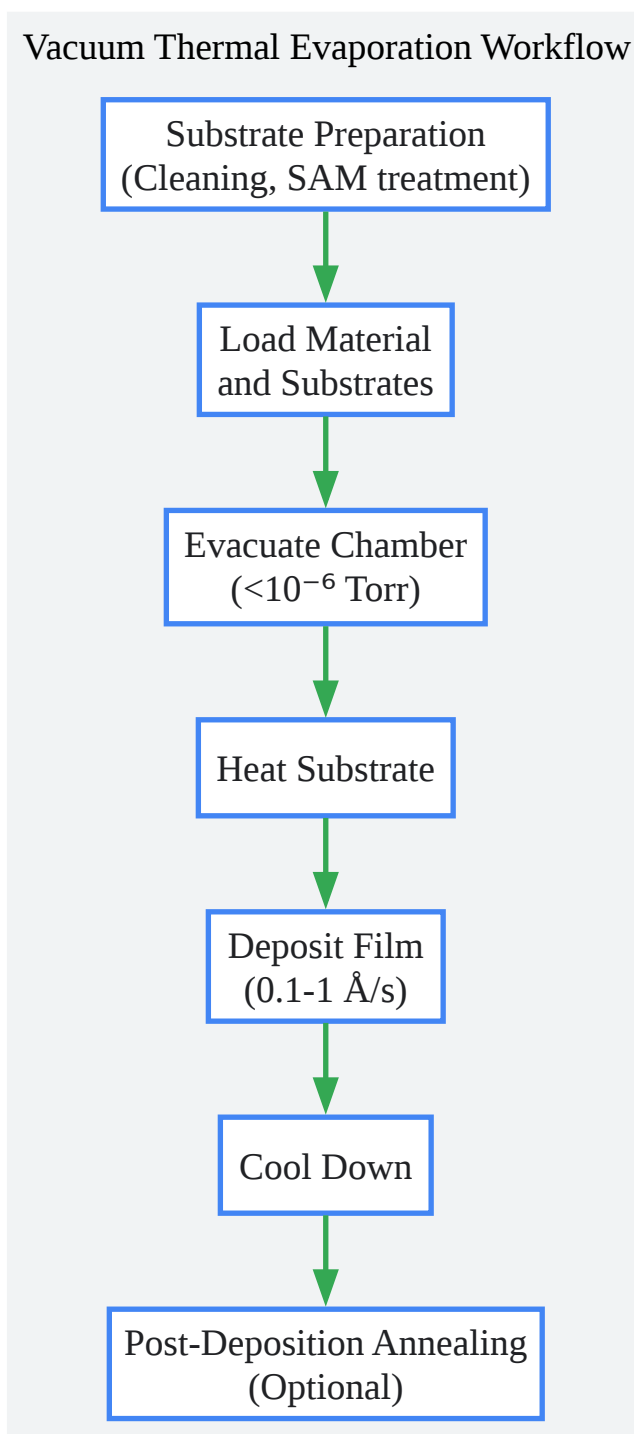 Vacuum Thermal Evaporation Workflow
Substrate Preparation
(Cleaning, SAM treatment)
Load Material
and Substrates
Evacuate Chamber
(<10⁻⁶ Torr)
Heat Substrate
Deposit Film
(0.1-1 Å/s)
Cool Down
Post-Deposition Annealing
(Optional)